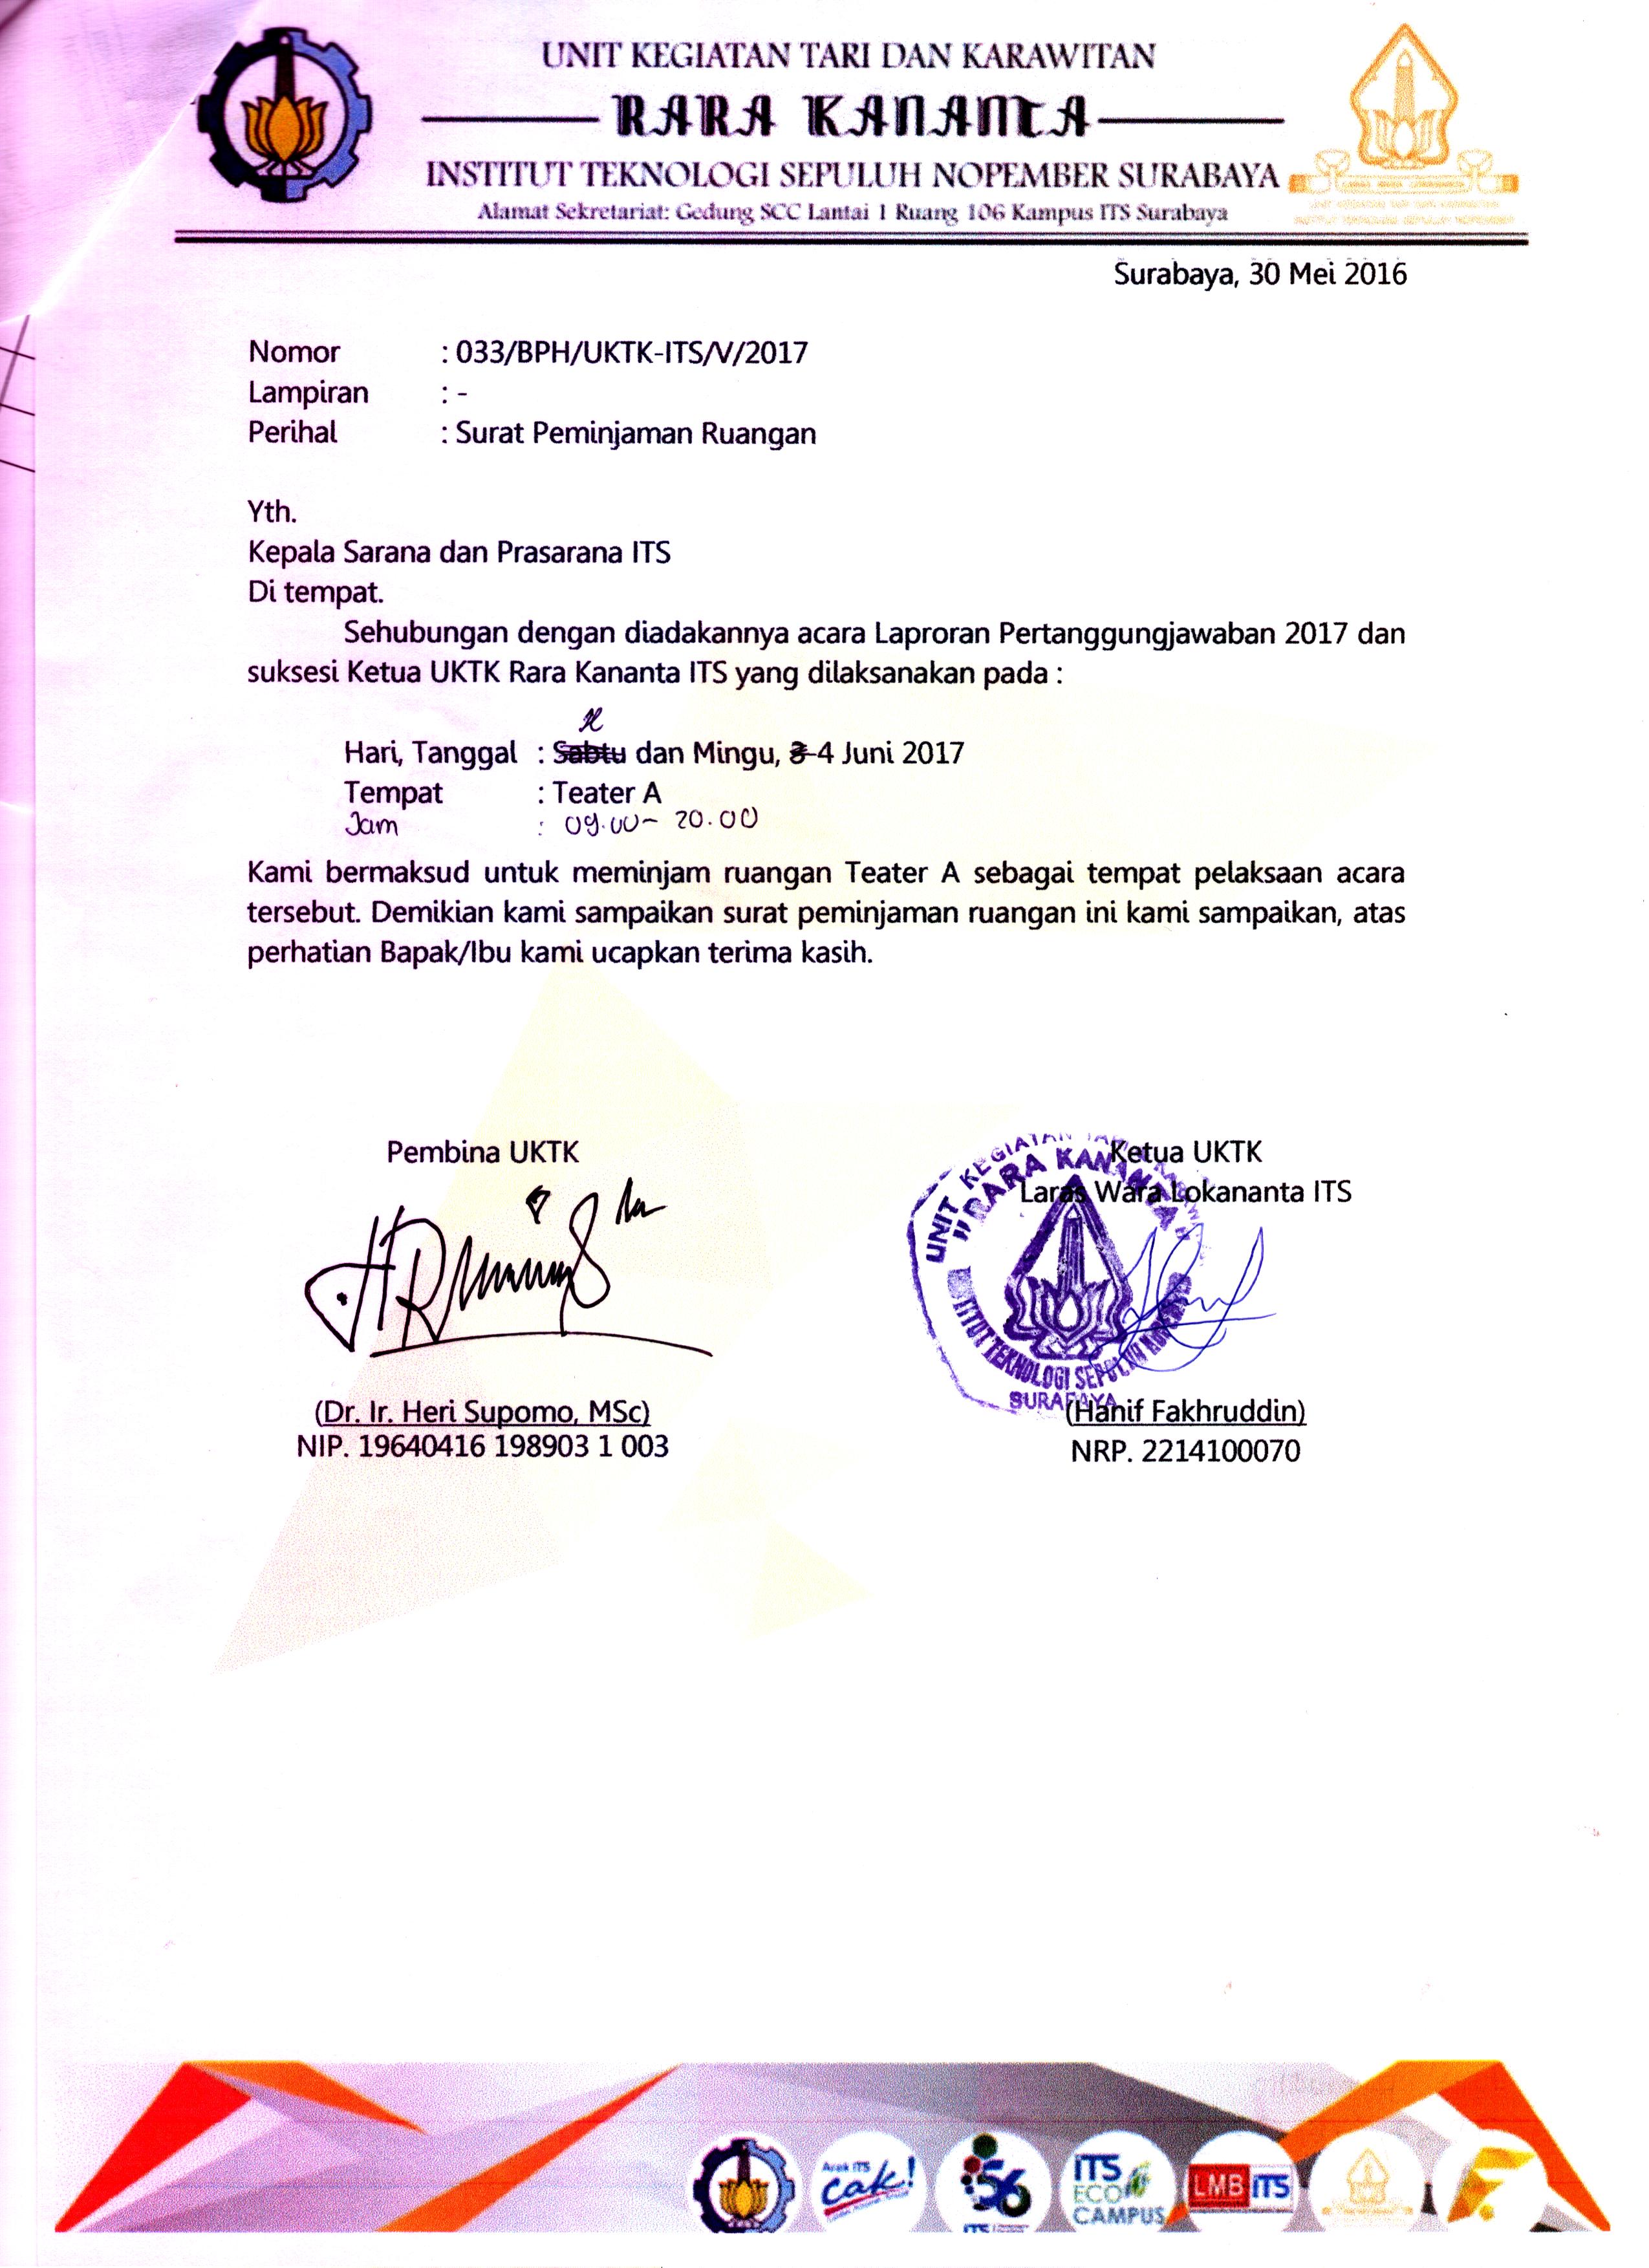 UNIT KEGIATAN TARI DAN KARAWITAN
RARA KANANTA
INSTITUT TEKNOLOGI SEPULUH NOPEMBER SURABAYA
Alamat Sekretariat: Gedung SCC Lantai 1 Ruang 106 Kampus ITS Surabaya
Surabaya, 30 Mei 2016
Nomor : 033/BPH/UKTK-ITS/V/2017
Lampiran : -
Perihal : Surat Peminjaman Ruangan
Yth.
Kepala Sarana dan Prasarana ITS
Di tempat.
Sehubungan dengan diadakannya acara Laproran Pertanggungjawaban 2017 dan
suksesi Ketua UKTK Rara Kananta ITS yang dilaksanakan pada :
Hari, Tanggal : Sabtu dan Mingu, 3-4 Juni 2017
Tempat : Teater A
Jam : 09.00 - 20.00
Kami bermaksud untuk meminjam ruangan Teater A sebagai tempat pelaksaan acara
tersebut. Demikian kami sampaikan surat peminjaman ruangan ini kami sampaikan, atas
perhatian Bapak/Ibu kami ucapkan terima kasih.
Pembina UKTK
(Dr. Ir. Heri Supomo, MSc)
NIP. 19640416 198903 1 003
Ketua UKTK
Laras Wara Lokananta ITS
UNIT KEGIATAN
RARA KANANTA
TEKNOLOGI SEPULUH
SURABAYA
(Hanif Fakhruddin)
NRP. 2214100070
Arek ITS
cak!
56
ITS
ITS
ECO
CAMPUS
LMB ITS